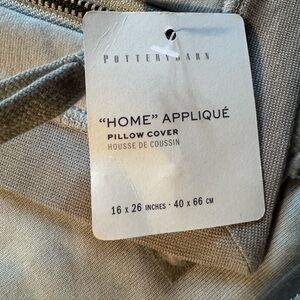 POTTERY BARN
“HOME” APPLIQUÉ
PILLOW COVER
HOUSSE DE COUSSIN
16 x 26 INCHES · 40 x 66 CM